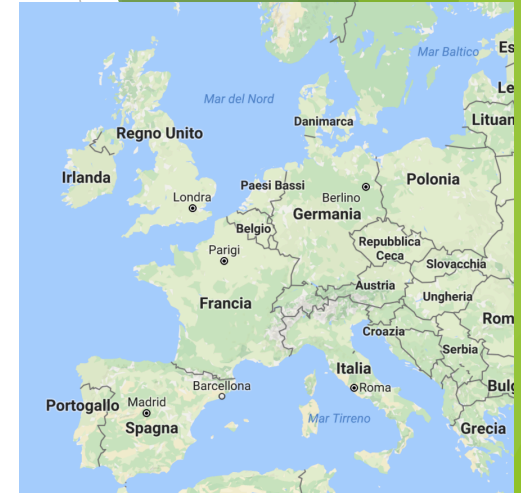 Mar Baltico
Es
Le
Mar del Nord
Danimarca
Lituan
Regno Unito
Irlanda
Paesi Bassi
Polonia
Londra
Berlino
Germania
Belgio
Parigi
Repubblica
Ceca
Slovacchia
Austria
Ungheria
Francia
Rom
Croazia
Serbia
Italia
Barcellona
Roma
Bulg
Portogallo
Madrid
Mar Tirreno
Spagna
Grecia